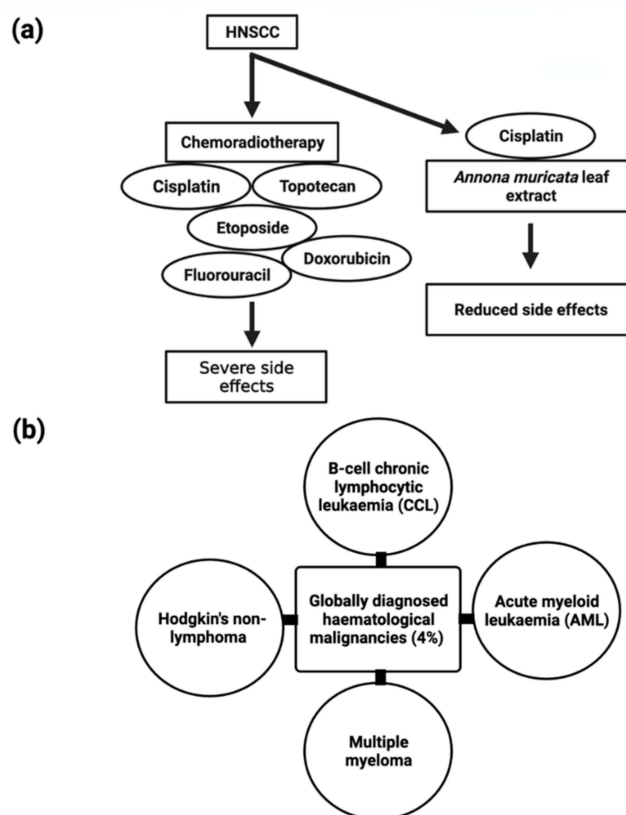 (a)
HNSCC
Chemoradiotherapy
Cisplatin
Topotecan
Etoposide
Doxorubicin
Fluorouracil
Severe side
effects
Cisplatin
Annona muricata leaf
extract
Reduced side effects
(b)
B-cell chronic
lymphocytic
leukaemia (CCL)
Hodgkin's non-
lymphoma
Globally diagnosed
haematological
malignancies (4%)
Acute myeloid
leukaemia (AML)
Multiple
myeloma